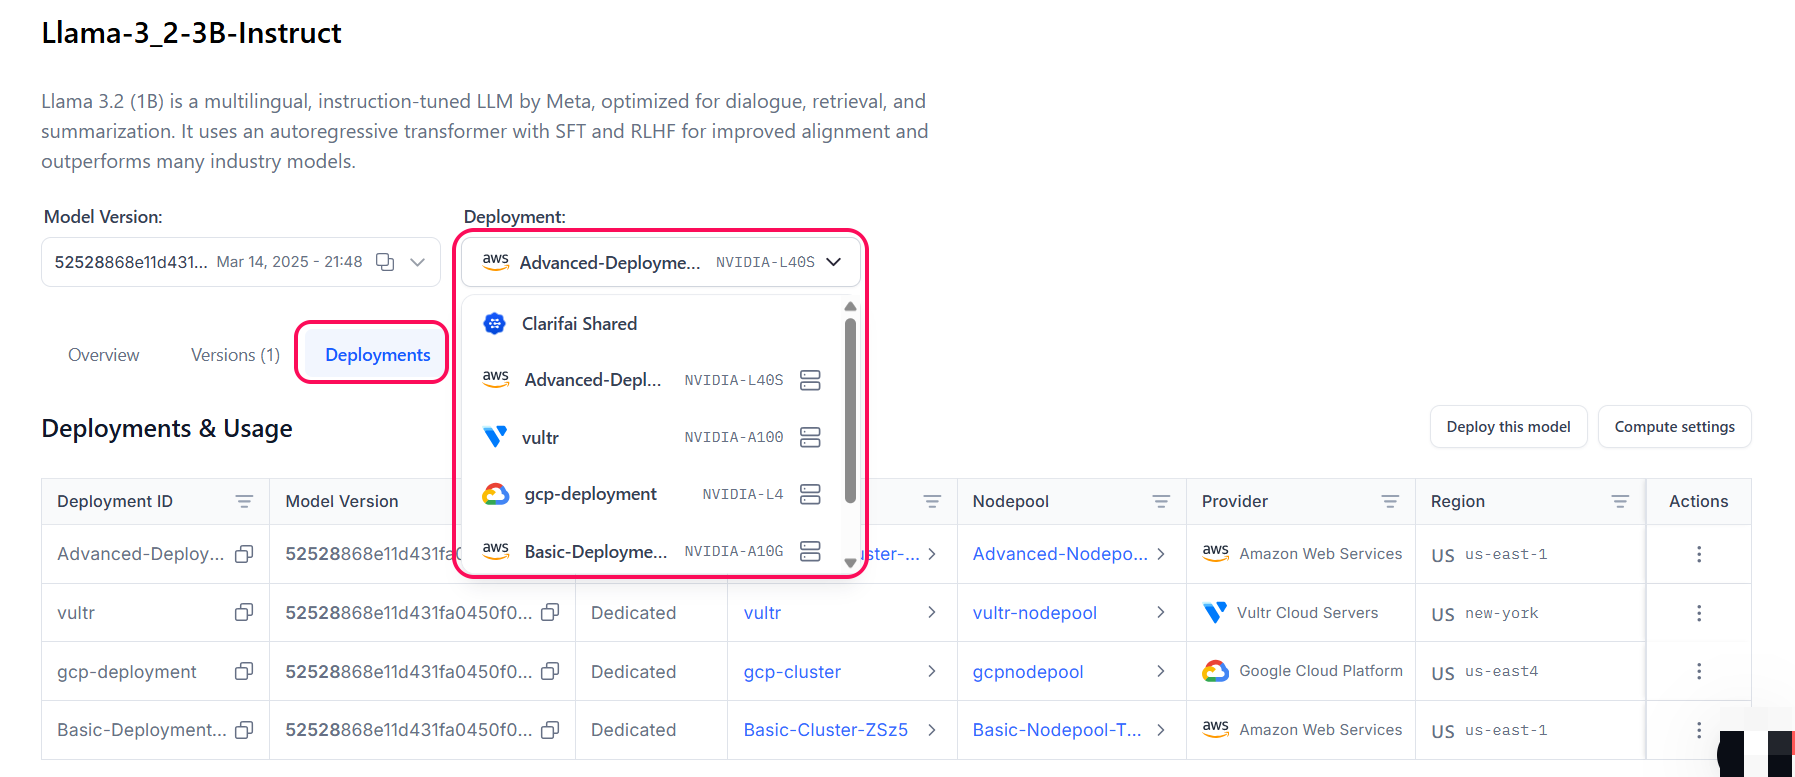 Llama-3_2-3B-Instruct
Llama 3.2 (1B) is a multilingual, instruction-tuned LLM by Meta, optimized for dialogue, retrieval, and
summarization. It uses an autoregressive transformer with SFT and RLHF for improved alignment and
outperforms many industry models.
Model Version: Deployment:
52528868e11d431... Mar 14, 2025 - 21:48 aws Advanced-Deployme... NVIDIA-L40S
Clarifai Shared
aws Advanced-Depl... NVIDIA-L40S
vultr NVIDIA-A100
gcp-deployment NVIDIA-L4
aws Basic-Deployme... NVIDIA-A10G
Overview Versions (1) Deployments
Deployments & Usage Deploy this model Compute settings
Deployment ID Model Version Nodepool Provider Region Actions
Advanced-Deploy... 52528868e11d431fa ster-... Advanced-Nodepo... aws Amazon Web Services US us-east-1
vultr 52528868e11d431fa0450f0... Dedicated vultr vultr-nodepool Vultr Cloud Servers US new-york
gcp-deployment 52528868e11d431fa0450f0... Dedicated gcp-cluster gcpnodepool Google Cloud Platform US us-east4
Basic-Deployment... 52528868e11d431fa0450f0... Dedicated Basic-Cluster-ZSz5 Basic-Nodepool-T... aws Amazon Web Services US us-east-1